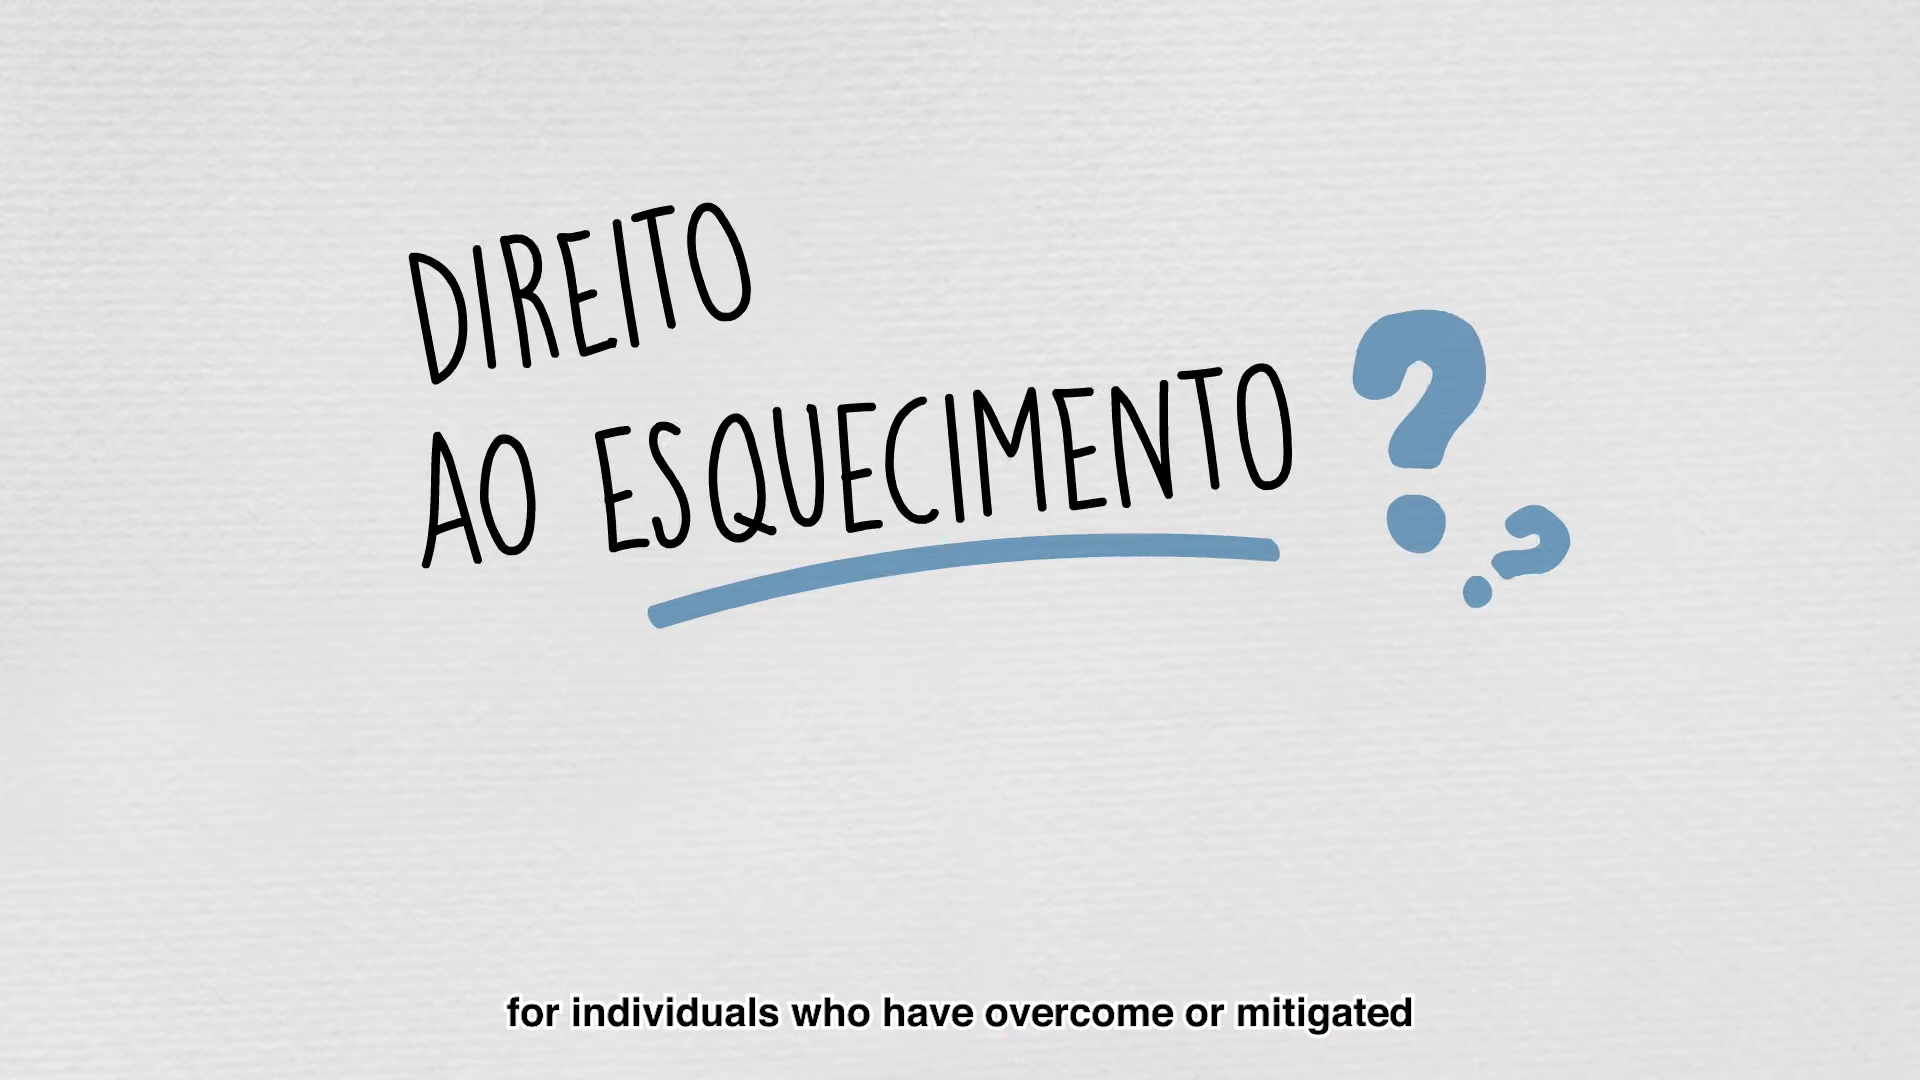 DIREITO
AO ESQUECIMENTO ?
?
for individuals who have overcome or mitigated